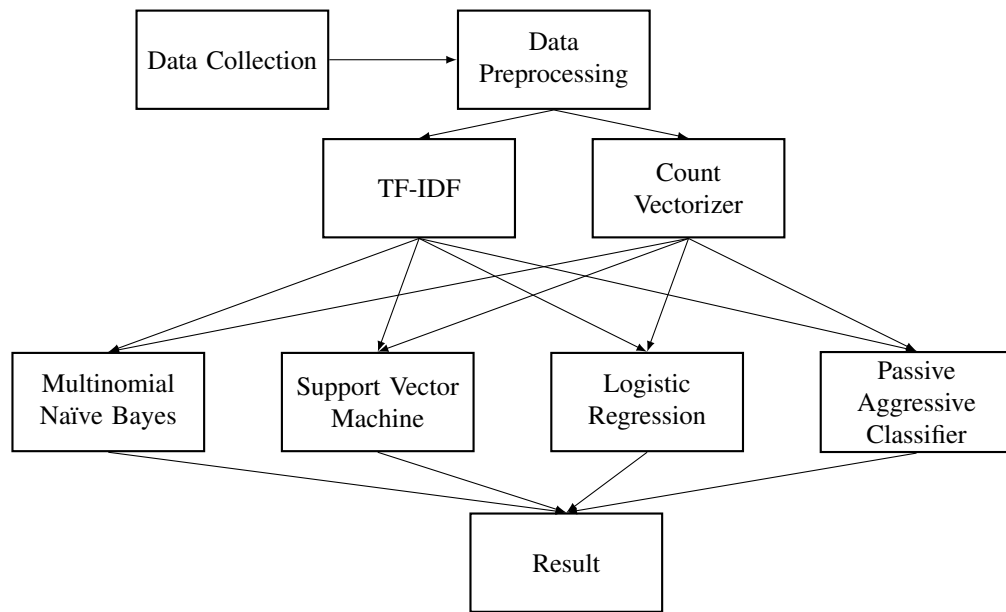 Data Collection
Data
Preprocessing
TF-IDF
Count
Vectorizer
Multinomial
Naïve Bayes
Support Vector
Machine
Logistic
Regression
Passive
Aggressive
Classifier
Result